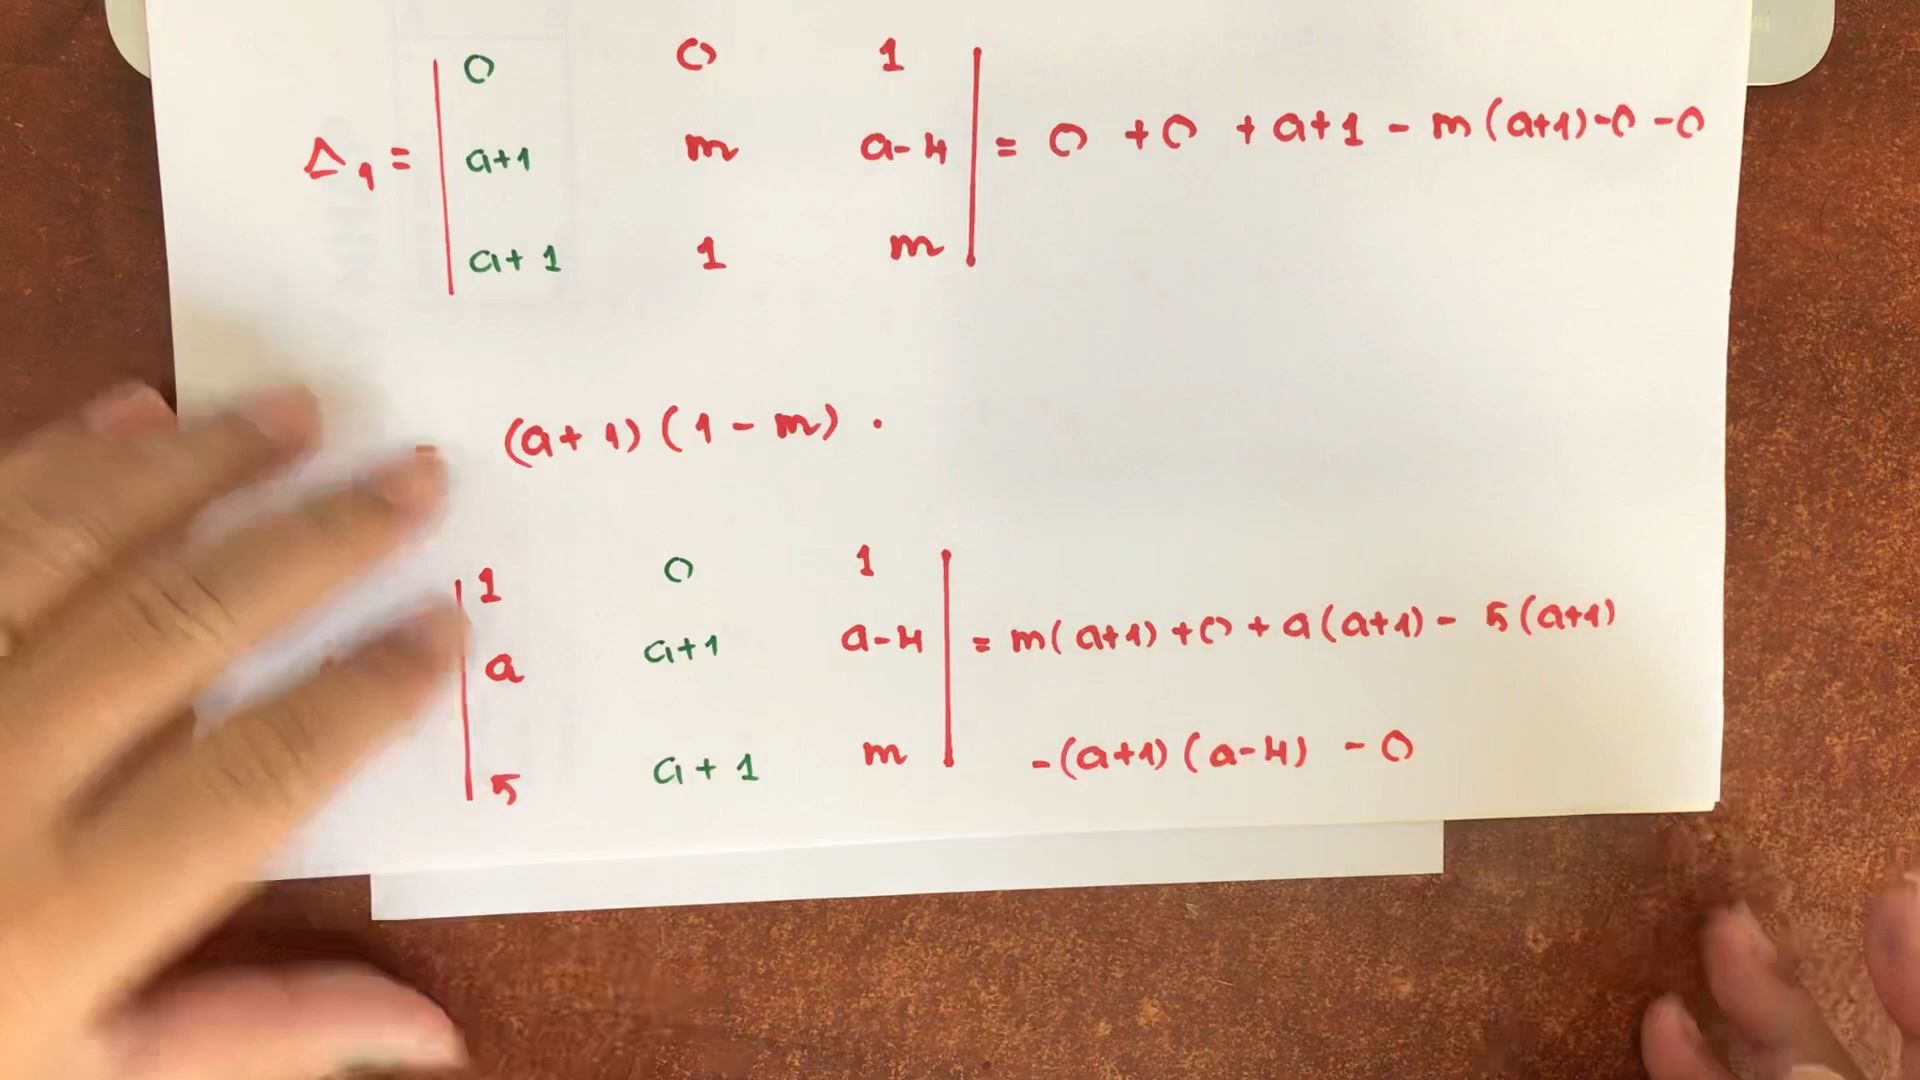 Δ₁ = | 0 0 1 |
| a+1 m a-4 | = 0 + 0 + a+1 - m(a+1)-0-0
| a+1 1 m |
(a+1)(1-m).
| 1 0 1 |
| a a+1 a-4 | = m(a+1)+0+a(a+1)- 5(a+1)
| 5 a+1 m | -(a+1)(a-4) - 0